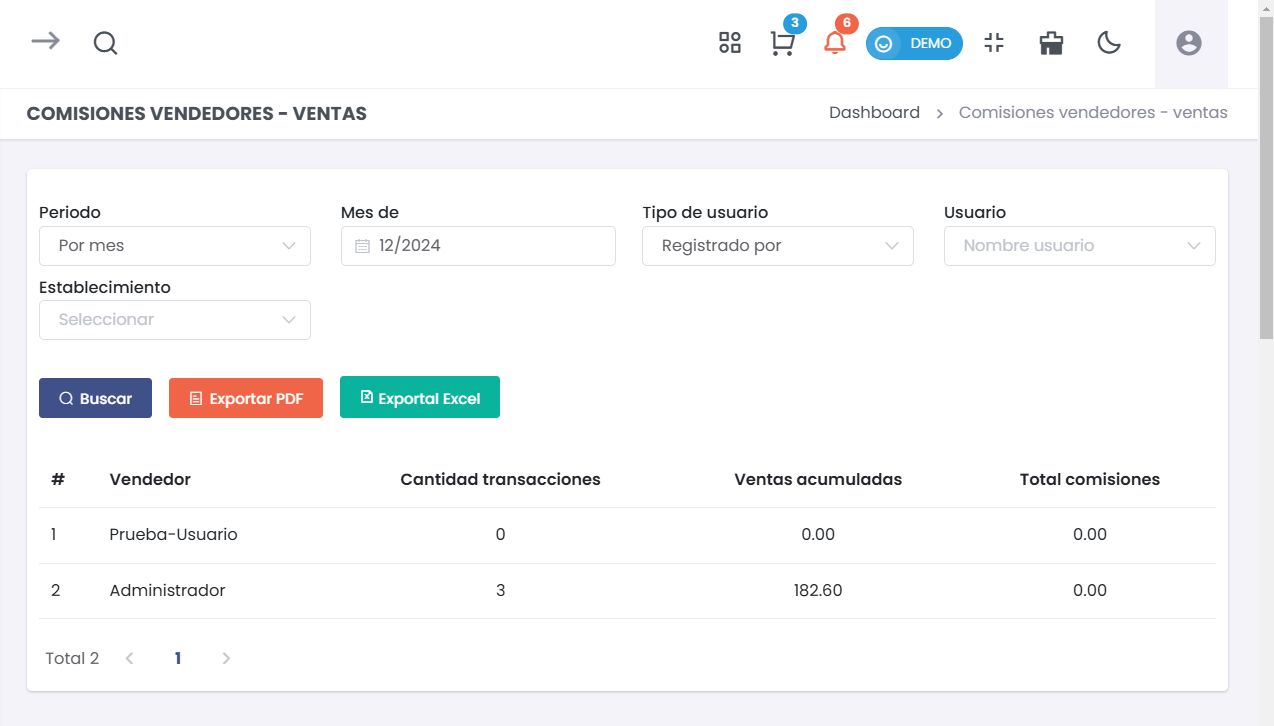 3
6
DEMO
COMISIONES VENDEDORES - VENTAS
Dashboard > Comisiones vendedores - ventas
Periodo Mes de Tipo de usuario Usuario
Por mes 12/2024 Registrado por Nombre usuario
Establecimiento
Seleccionar
Buscar Exportar PDF Exportal Excel
# Vendedor Cantidad transacciones Ventas acumuladas Total comisiones
1 Prueba-Usuario 0 0.00 0.00
2 Administrador 3 182.60 0.00
Total 2 < 1 >